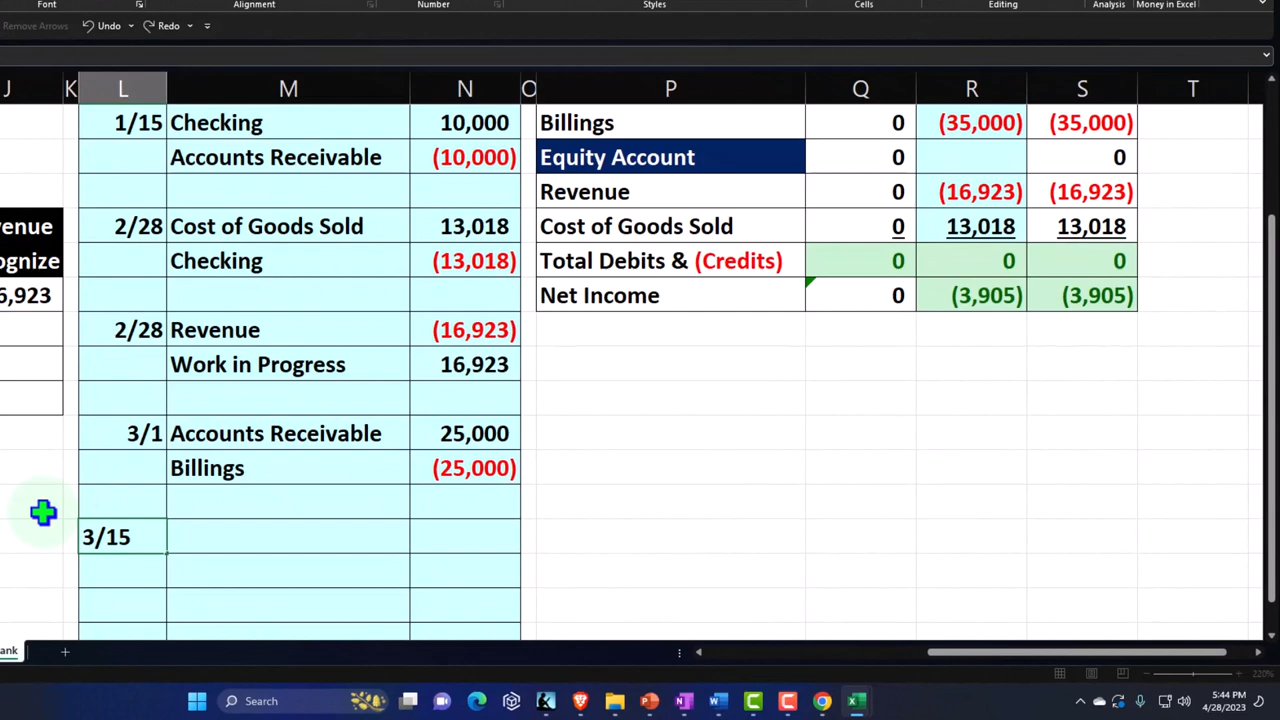 Font Alignment Number Styles Cells Editing Analysis Money in Excel
Remove Arrows Undo Redo
J K L M N O P Q R S T
1/15 Checking 10,000 Billings 0 (35,000) (35,000)
Accounts Receivable (10,000) Equity Account 0 0
Revenue 0 (16,923) (16,923)
venue 2/28 Cost of Goods Sold 13,018 Cost of Goods Sold 0 13,018 13,018
ognize Checking (13,018) Total Debits & (Credits) 0 0 0
6,923 Net Income 0 (3,905) (3,905)
2/28 Revenue (16,923)
Work in Progress 16,923
3/1 Accounts Receivable 25,000
Billings (25,000)
3/15
ank
220%
Search
5:44 PM
4/28/2023